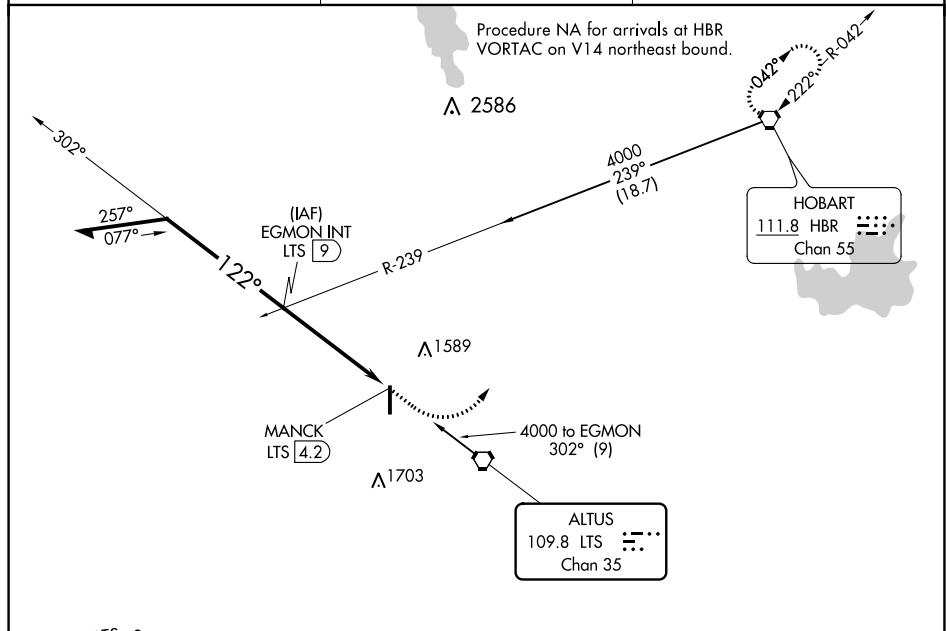 Procedure NA for arrivals at HBR
VORTAC on V14 northeast bound.
2586
042°
R-042
222°
4000
239°
(18.7)
HOBART
111.8 HBR
Chan 55
302°
257°
077°
(IAF)
EGMON INT
LTS 9
122°
R-239
1589
MANCK
LTS 4.2
4000 to EGMON
302° (9)
1703
ALTUS
109.8 LTS
Chan 35